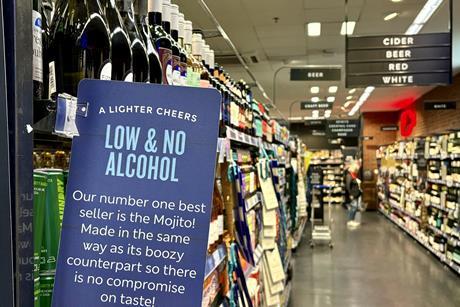 A LIGHTER CHEERS
LOW & NO
ALCOHOL
Our number one best
seller is the Mojito!
Made in the same
way as its boozy
counterpart so there
is no compromise
on taste!
CIDER
BEER
RED
WHITE
BEER
CRAFT BEER